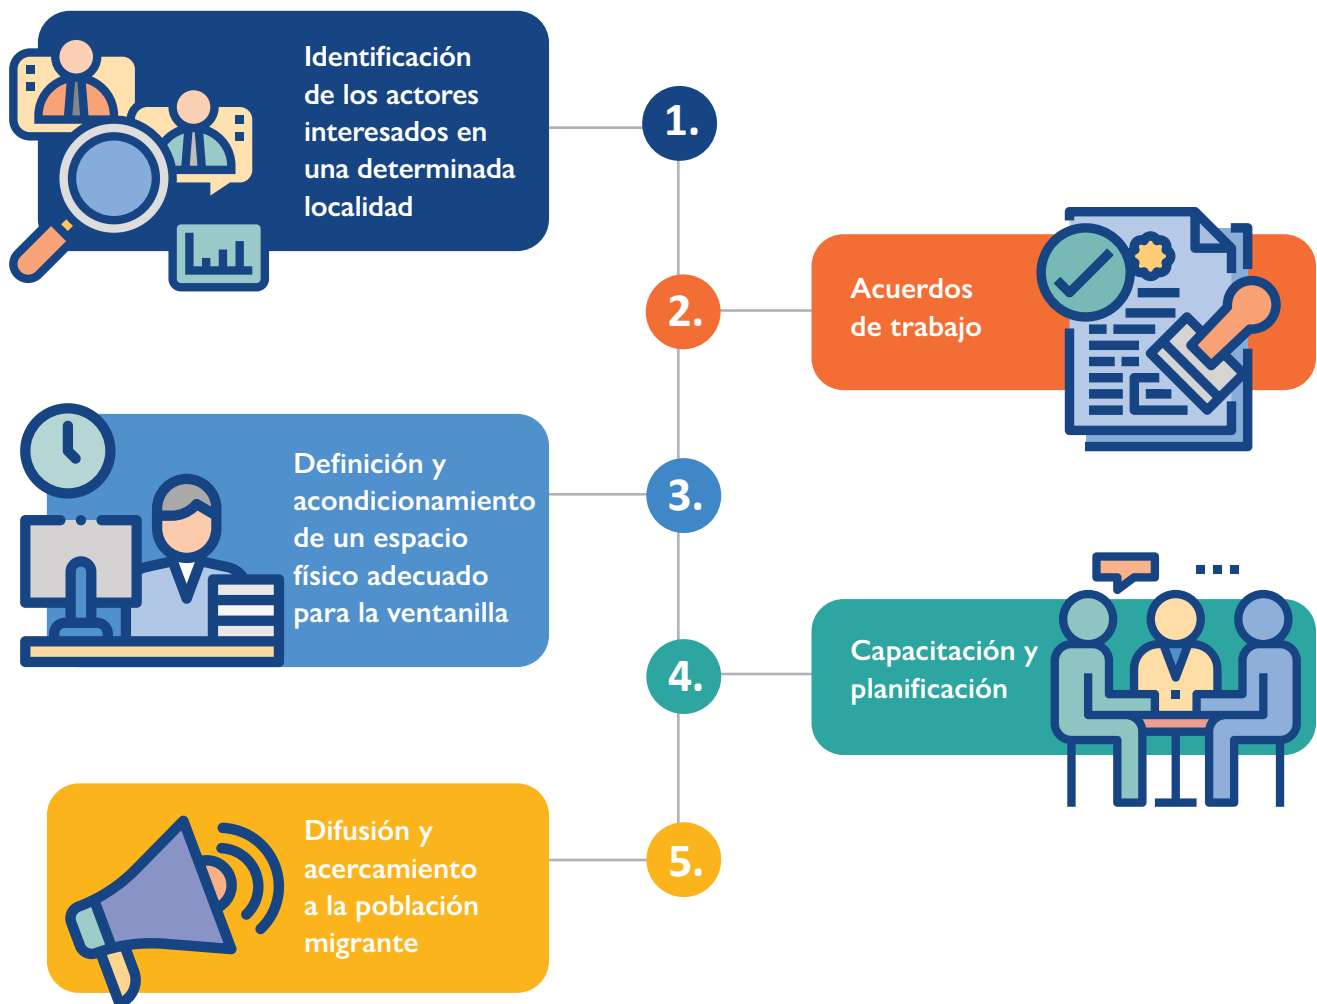 Identificación
de los actores
interesados en
una determinada
localidad
1.
2.
Acuerdos
de trabajo
Definición y
acondicionamiento
de un espacio
físico adecuado
para la ventanilla
3.
4.
Capacitación y
planificación
Difusión y
acercamiento
a la población
migrante
5.